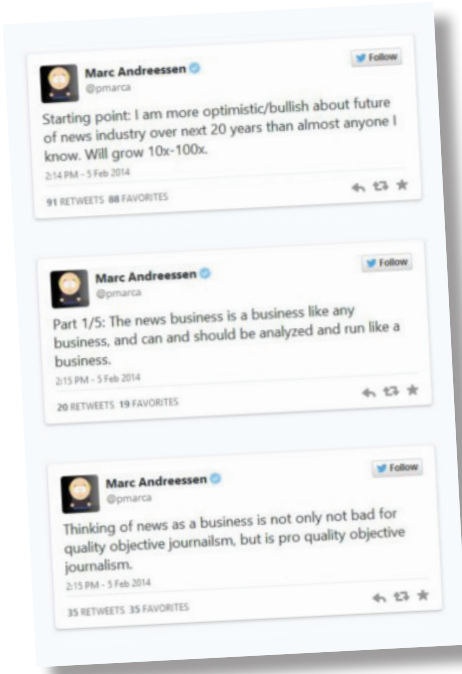 Marc Andreessen
Follow
@pmarca
Starting point: I am more optimistic/bullish about future
of news industry over next 20 years than almost anyone I
know. Will grow 10x-100x.
2:14 PM - 5 Feb 2014
91 RETWEETS 88 FAVORITES
Marc Andreessen
Follow
@pmarca
Part 1/5: The news business is a business like any
business, and can and should be analyzed and run like a
business.
2:15 PM - 5 Feb 2014
20 RETWEETS 19 FAVORITES
Marc Andreessen
Follow
@pmarca
Thinking of news as a business is not only not bad for
quality objective journailsm, but is pro quality objective
journalism.
2:15 PM - 5 Feb 2014
35 RETWEETS 35 FAVORITES